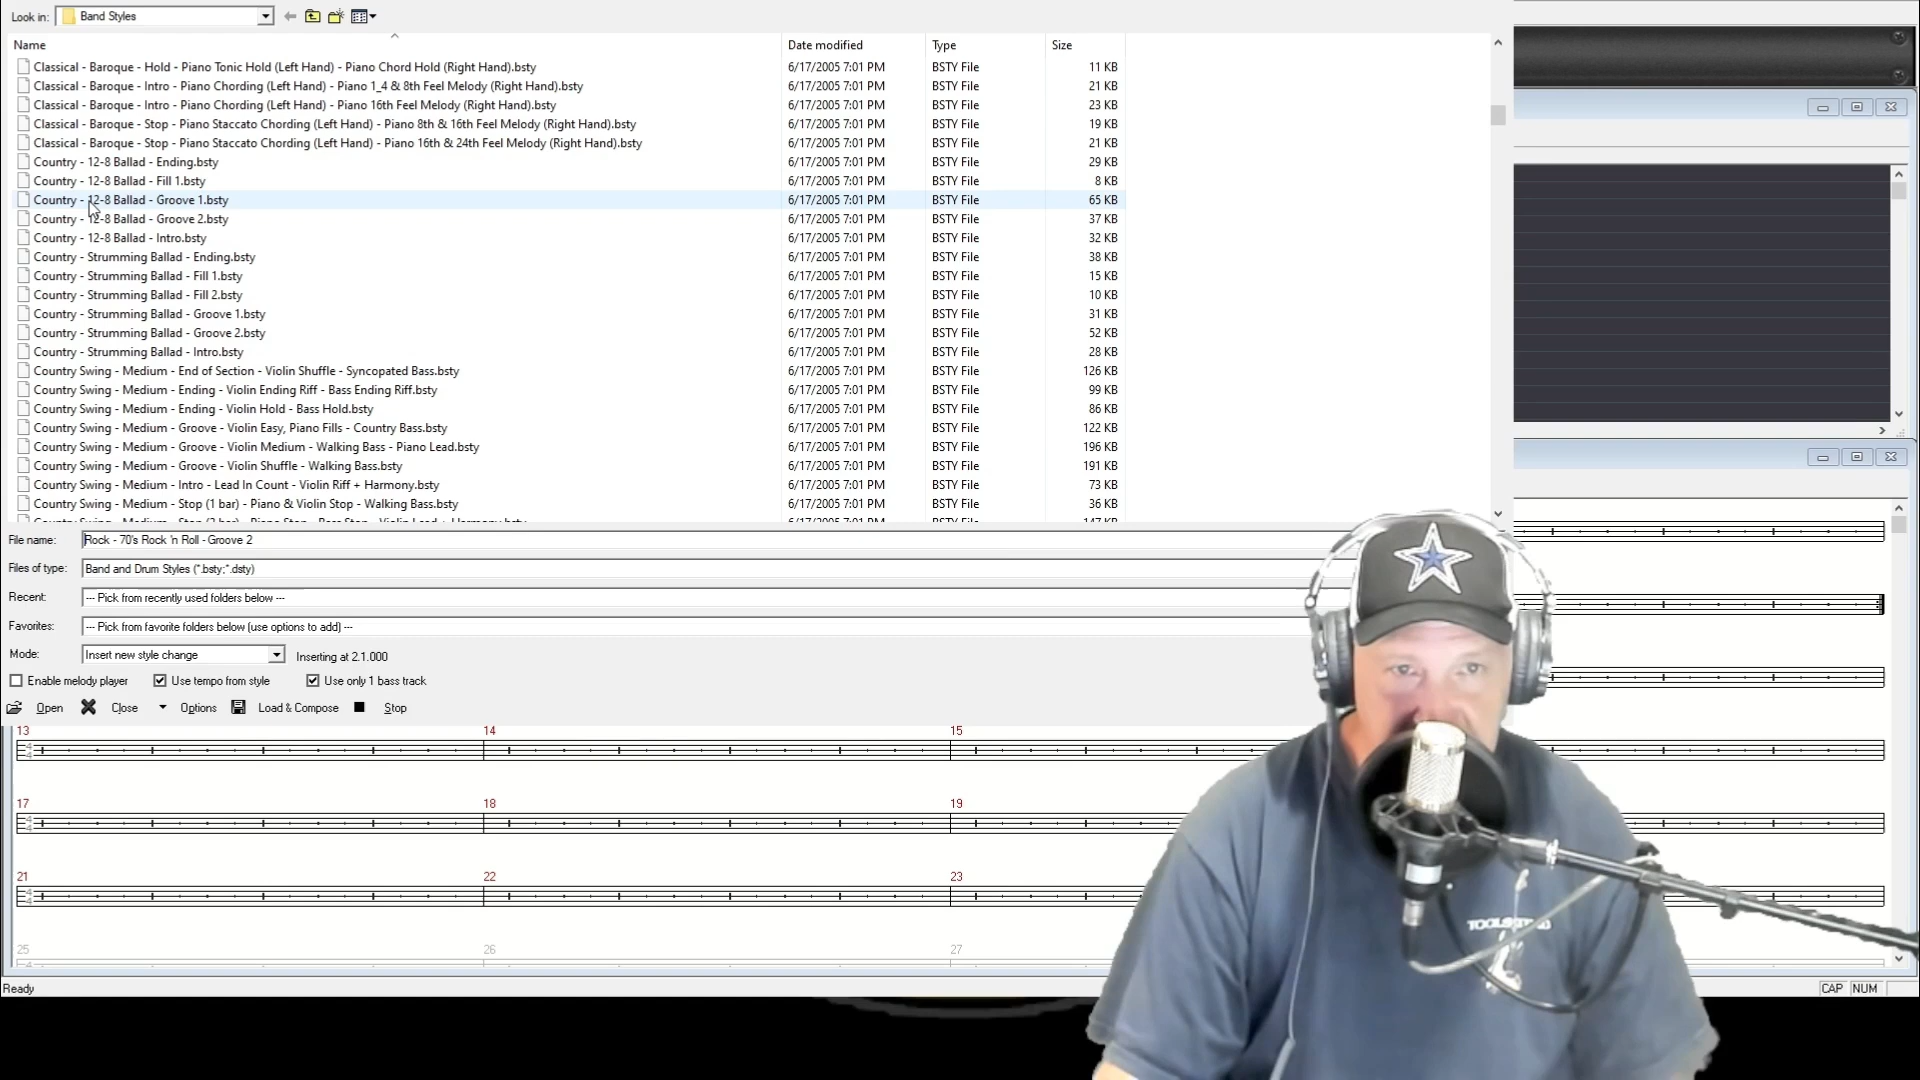 Look in: Band Styles
Name Date modified Type Size
Classical - Baroque - Hold - Piano Tonic Hold (Left Hand) - Piano Chord Hold (Right Hand).bsty 6/17/2005 7:01 PM BSTY File 11 KB
Classical - Baroque - Intro - Piano Chording (Left Hand) - Piano 1_4 & 8th Feel Melody (Right Hand).bsty 6/17/2005 7:01 PM BSTY File 21 KB
Classical - Baroque - Intro - Piano Chording (Left Hand) - Piano 16th Feel Melody (Right Hand).bsty 6/17/2005 7:01 PM BSTY File 23 KB
Classical - Baroque - Stop - Piano Staccato Chording (Left Hand) - Piano 8th & 16th Feel Melody (Right Hand).bsty 6/17/2005 7:01 PM BSTY File 19 KB
Classical - Baroque - Stop - Piano Staccato Chording (Left Hand) - Piano 16th & 24th Feel Melody (Right Hand).bsty 6/17/2005 7:01 PM BSTY File 21 KB
Country - 12-8 Ballad - Ending.bsty 6/17/2005 7:01 PM BSTY File 29 KB
Country - 12-8 Ballad - Fill 1.bsty 6/17/2005 7:01 PM BSTY File 8 KB
Country - 12-8 Ballad - Groove 1.bsty 6/17/2005 7:01 PM BSTY File 65 KB
Country - 12-8 Ballad - Groove 2.bsty 6/17/2005 7:01 PM BSTY File 37 KB
Country - 12-8 Ballad - Intro.bsty 6/17/2005 7:01 PM BSTY File 32 KB
Country - Strumming Ballad - Ending.bsty 6/17/2005 7:01 PM BSTY File 38 KB
Country - Strumming Ballad - Fill 1.bsty 6/17/2005 7:01 PM BSTY File 15 KB
Country - Strumming Ballad - Fill 2.bsty 6/17/2005 7:01 PM BSTY File 10 KB
Country - Strumming Ballad - Groove 1.bsty 6/17/2005 7:01 PM BSTY File 31 KB
Country - Strumming Ballad - Groove 2.bsty 6/17/2005 7:01 PM BSTY File 52 KB
Country - Strumming Ballad - Intro.bsty 6/17/2005 7:01 PM BSTY File 28 KB
Country Swing - Medium - End of Section - Violin Shuffle - Syncopated Bass.bsty 6/17/2005 7:01 PM BSTY File 126 KB
Country Swing - Medium - Ending - Violin Ending Riff - Bass Ending Riff.bsty 6/17/2005 7:01 PM BSTY File 99 KB
Country Swing - Medium - Ending - Violin Hold - Bass Hold.bsty 6/17/2005 7:01 PM BSTY File 86 KB
Country Swing - Medium - Groove - Violin Easy, Piano Fills - Country Bass.bsty 6/17/2005 7:01 PM BSTY File 122 KB
Country Swing - Medium - Groove - Violin Medium - Walking Bass - Piano Lead.bsty 6/17/2005 7:01 PM BSTY File 196 KB
Country Swing - Medium - Groove - Violin Shuffle - Walking Bass.bsty 6/17/2005 7:01 PM BSTY File 191 KB
Country Swing - Medium - Intro - Lead In Count - Violin Riff + Harmony.bsty 6/17/2005 7:01 PM BSTY File 73 KB
Country Swing - Medium - Stop (1 bar) - Piano & Violin Stop - Walking Bass.bsty 6/17/2005 7:01 PM BSTY File 36 KB
File name: Rock - 70's Rock 'n Roll - Groove 2
Files of type: Band and Drum Styles (*.bsty;*.dsty)
Recent: --- Pick from recently used folders below ---
Favorites: --- Pick from favorite folders below (use options to add) ---
Mode: Insert new style change Inserting at 2.1.000
Enable melody player Use tempo from style Use only 1 bass track
Open Close Options Load & Compose Stop
13 14 15
17 18 19
21 22 23
25 26 27
Ready CAP NUM